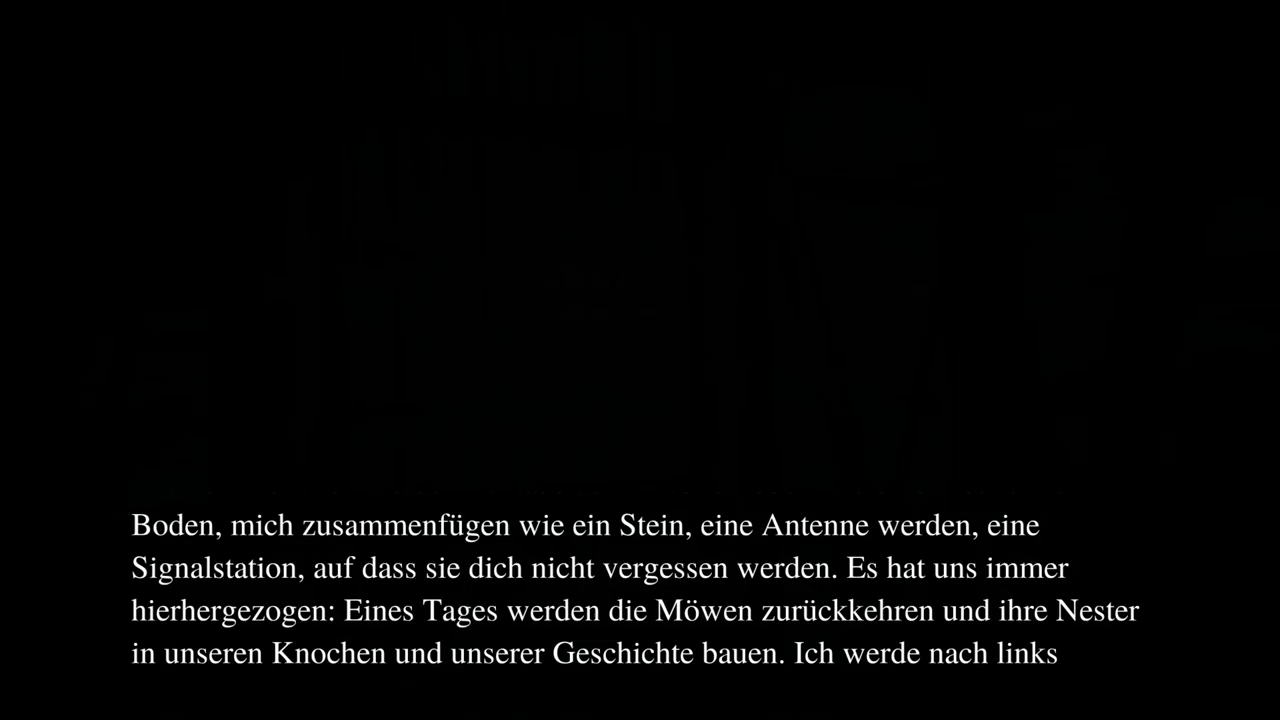 Boden, mich zusammenfügen wie ein Stein, eine Antenne werden, eine
Signalstation, auf dass sie dich nicht vergessen werden. Es hat uns immer
hierhergezogen: Eines Tages werden die Möwen zurückkehren und ihre Nester
in unseren Knochen und unserer Geschichte bauen. Ich werde nach links